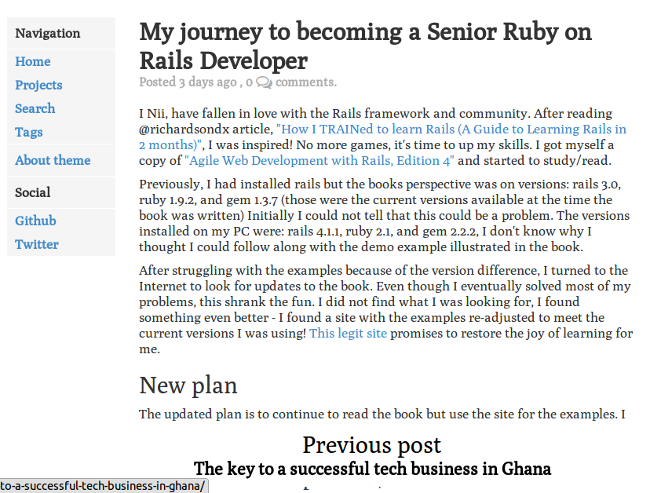 Navigation
Home
Projects
Search
Tags
About theme
Social
Github
Twitter
My journey to becoming a Senior Ruby on
Rails Developer
Posted 3 days ago , 0 comments.
I Nii, have fallen in love with the Rails framework and community. After reading
@richardsondx article, "How I TRAINed to learn Rails (A Guide to Learning Rails in
2 months)", I was inspired! No more games, it's time to up my skills. I got myself a
copy of "Agile Web Development with Rails, Edition 4" and started to study/read.
Previously, I had installed rails but the books perspective was on versions: rails 3.0,
ruby 1.9.2, and gem 1.3.7 (those were the current versions available at the time the
book was written) Initially I could not tell that this could be a problem. The versions
installed on my PC were: rails 4.1.1, ruby 2.1, and gem 2.2.2, I don't know why I
thought I could follow along with the demo example illustrated in the book.
After struggling with the examples because of the version difference, I turned to the
Internet to look for updates to the book. Even though I eventually solved most of my
problems, this shrank the fun. I did not find what I was looking for, I found
something even better - I found a site with the examples re-adjusted to meet the
current versions I was using! This legit site promises to restore the joy of learning for
me.
New plan
The updated plan is to continue to read the book but use the site for the examples. I
Previous post
The key to a successful tech business in Ghana
to-a-successful-tech-business-in-ghana/